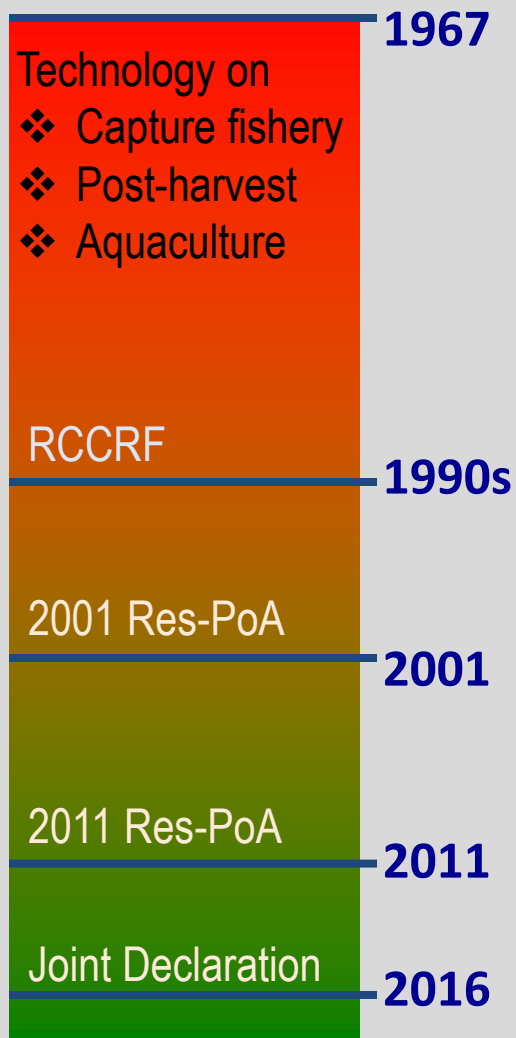 1967
Technology on
❖ Capture fishery
❖ Post-harvest
❖ Aquaculture
RCCRF
1990s
2001 Res-PoA
2001
2011 Res-PoA
2011
Joint Declaration
2016